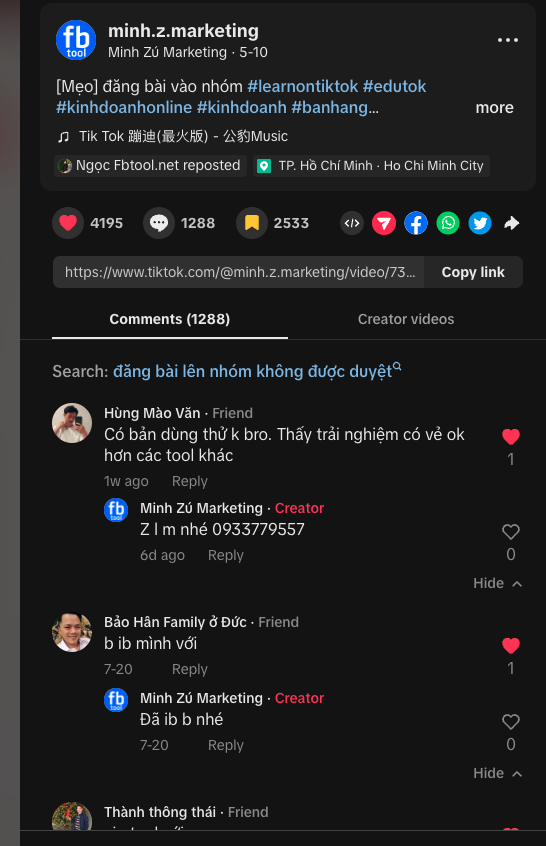 fb
tool
minh.z.marketing
Minh Zú Marketing · 5-10
[Mẹo] đăng bài vào nhóm #learnontiktok #edutok
#kinhdoanhonline #kinhdoanh #banhang... more
Tik Tok 蹦迪(最火版) - 公豹Music
Ngọc Fbtool.net reposted
TP. Hồ Chí Minh · Ho Chi Minh City
4195
1288
2533
</>
https://www.tiktok.com/@minh.z.marketing/video/73...
Copy link
Comments (1288)
Creator videos
Search: đăng bài lên nhóm không được duyệt
Hùng Mào Văn · Friend
Có bản dùng thử k bro. Thấy trải nghiệm có vẻ ok
hơn các tool khác
1
1w ago Reply
fb
tool
Minh Zú Marketing · Creator
Z l m nhé 0933779557
0
6d ago Reply
Hide
Bảo Hân Family ở Đức · Friend
b ib mình với
1
7-20 Reply
fb
tool
Minh Zú Marketing · Creator
Đã ib b nhé
0
7-20 Reply
Hide
Thành thông thái · Friend